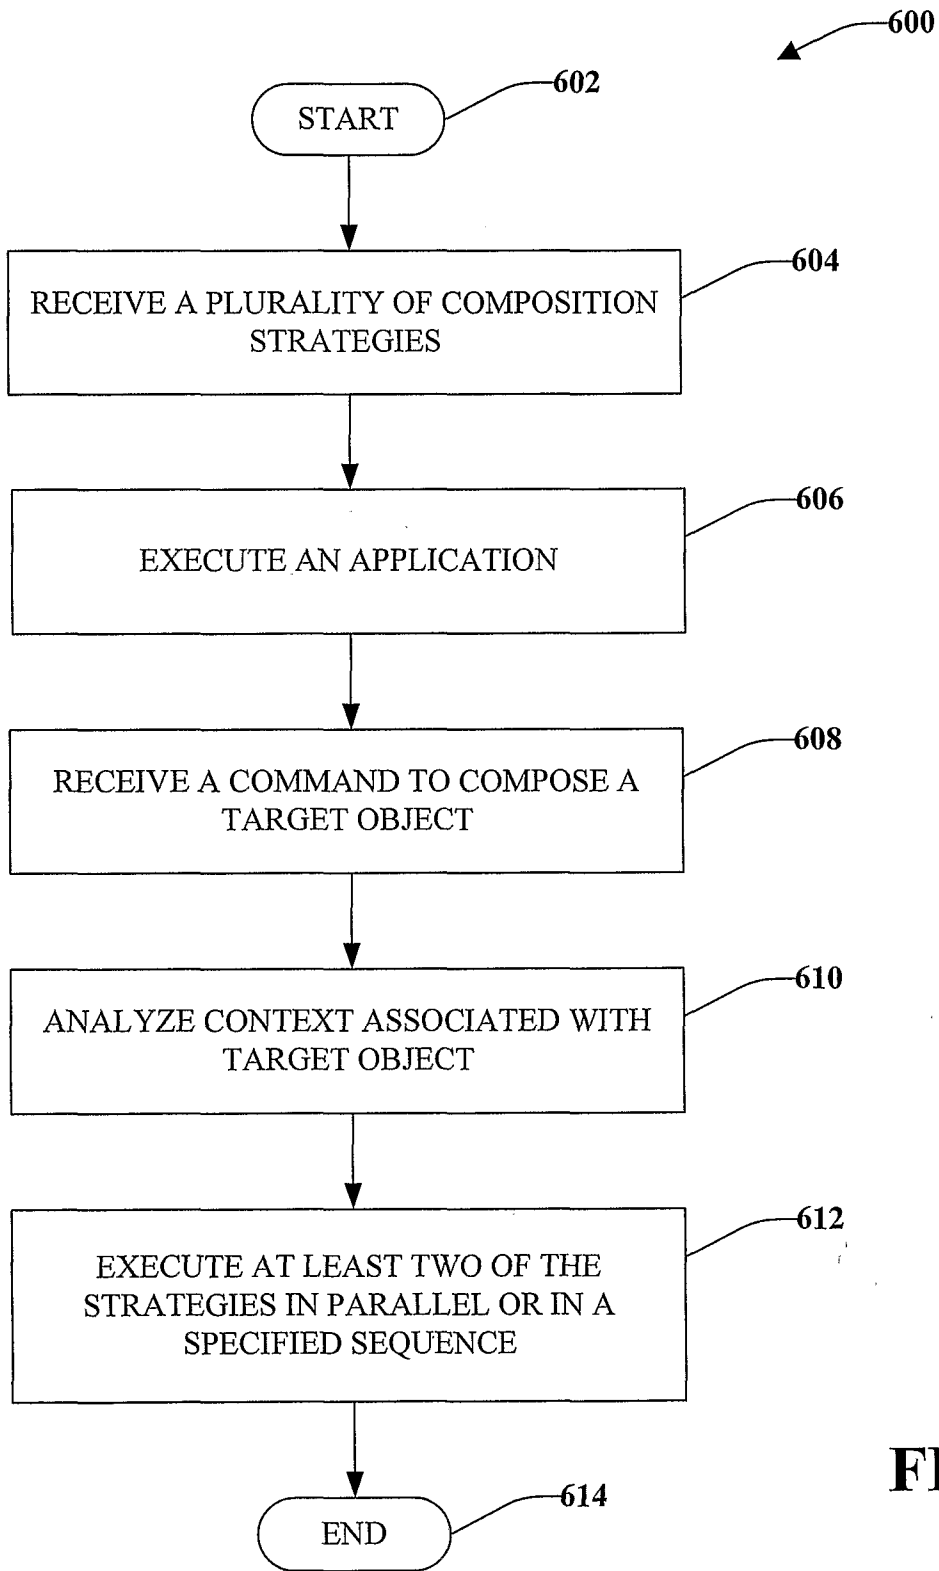 600
602
START
604
RECEIVE A PLURALITY OF COMPOSITION
STRATEGIES
606
EXECUTE AN APPLICATION
608
RECEIVE A COMMAND TO COMPOSE A
TARGET OBJECT
610
ANALYZE CONTEXT ASSOCIATED WITH
TARGET OBJECT
612
EXECUTE AT LEAST TWO OF THE
STRATEGIES IN PARALLEL OR IN A
SPECIFIED SEQUENCE
614
END